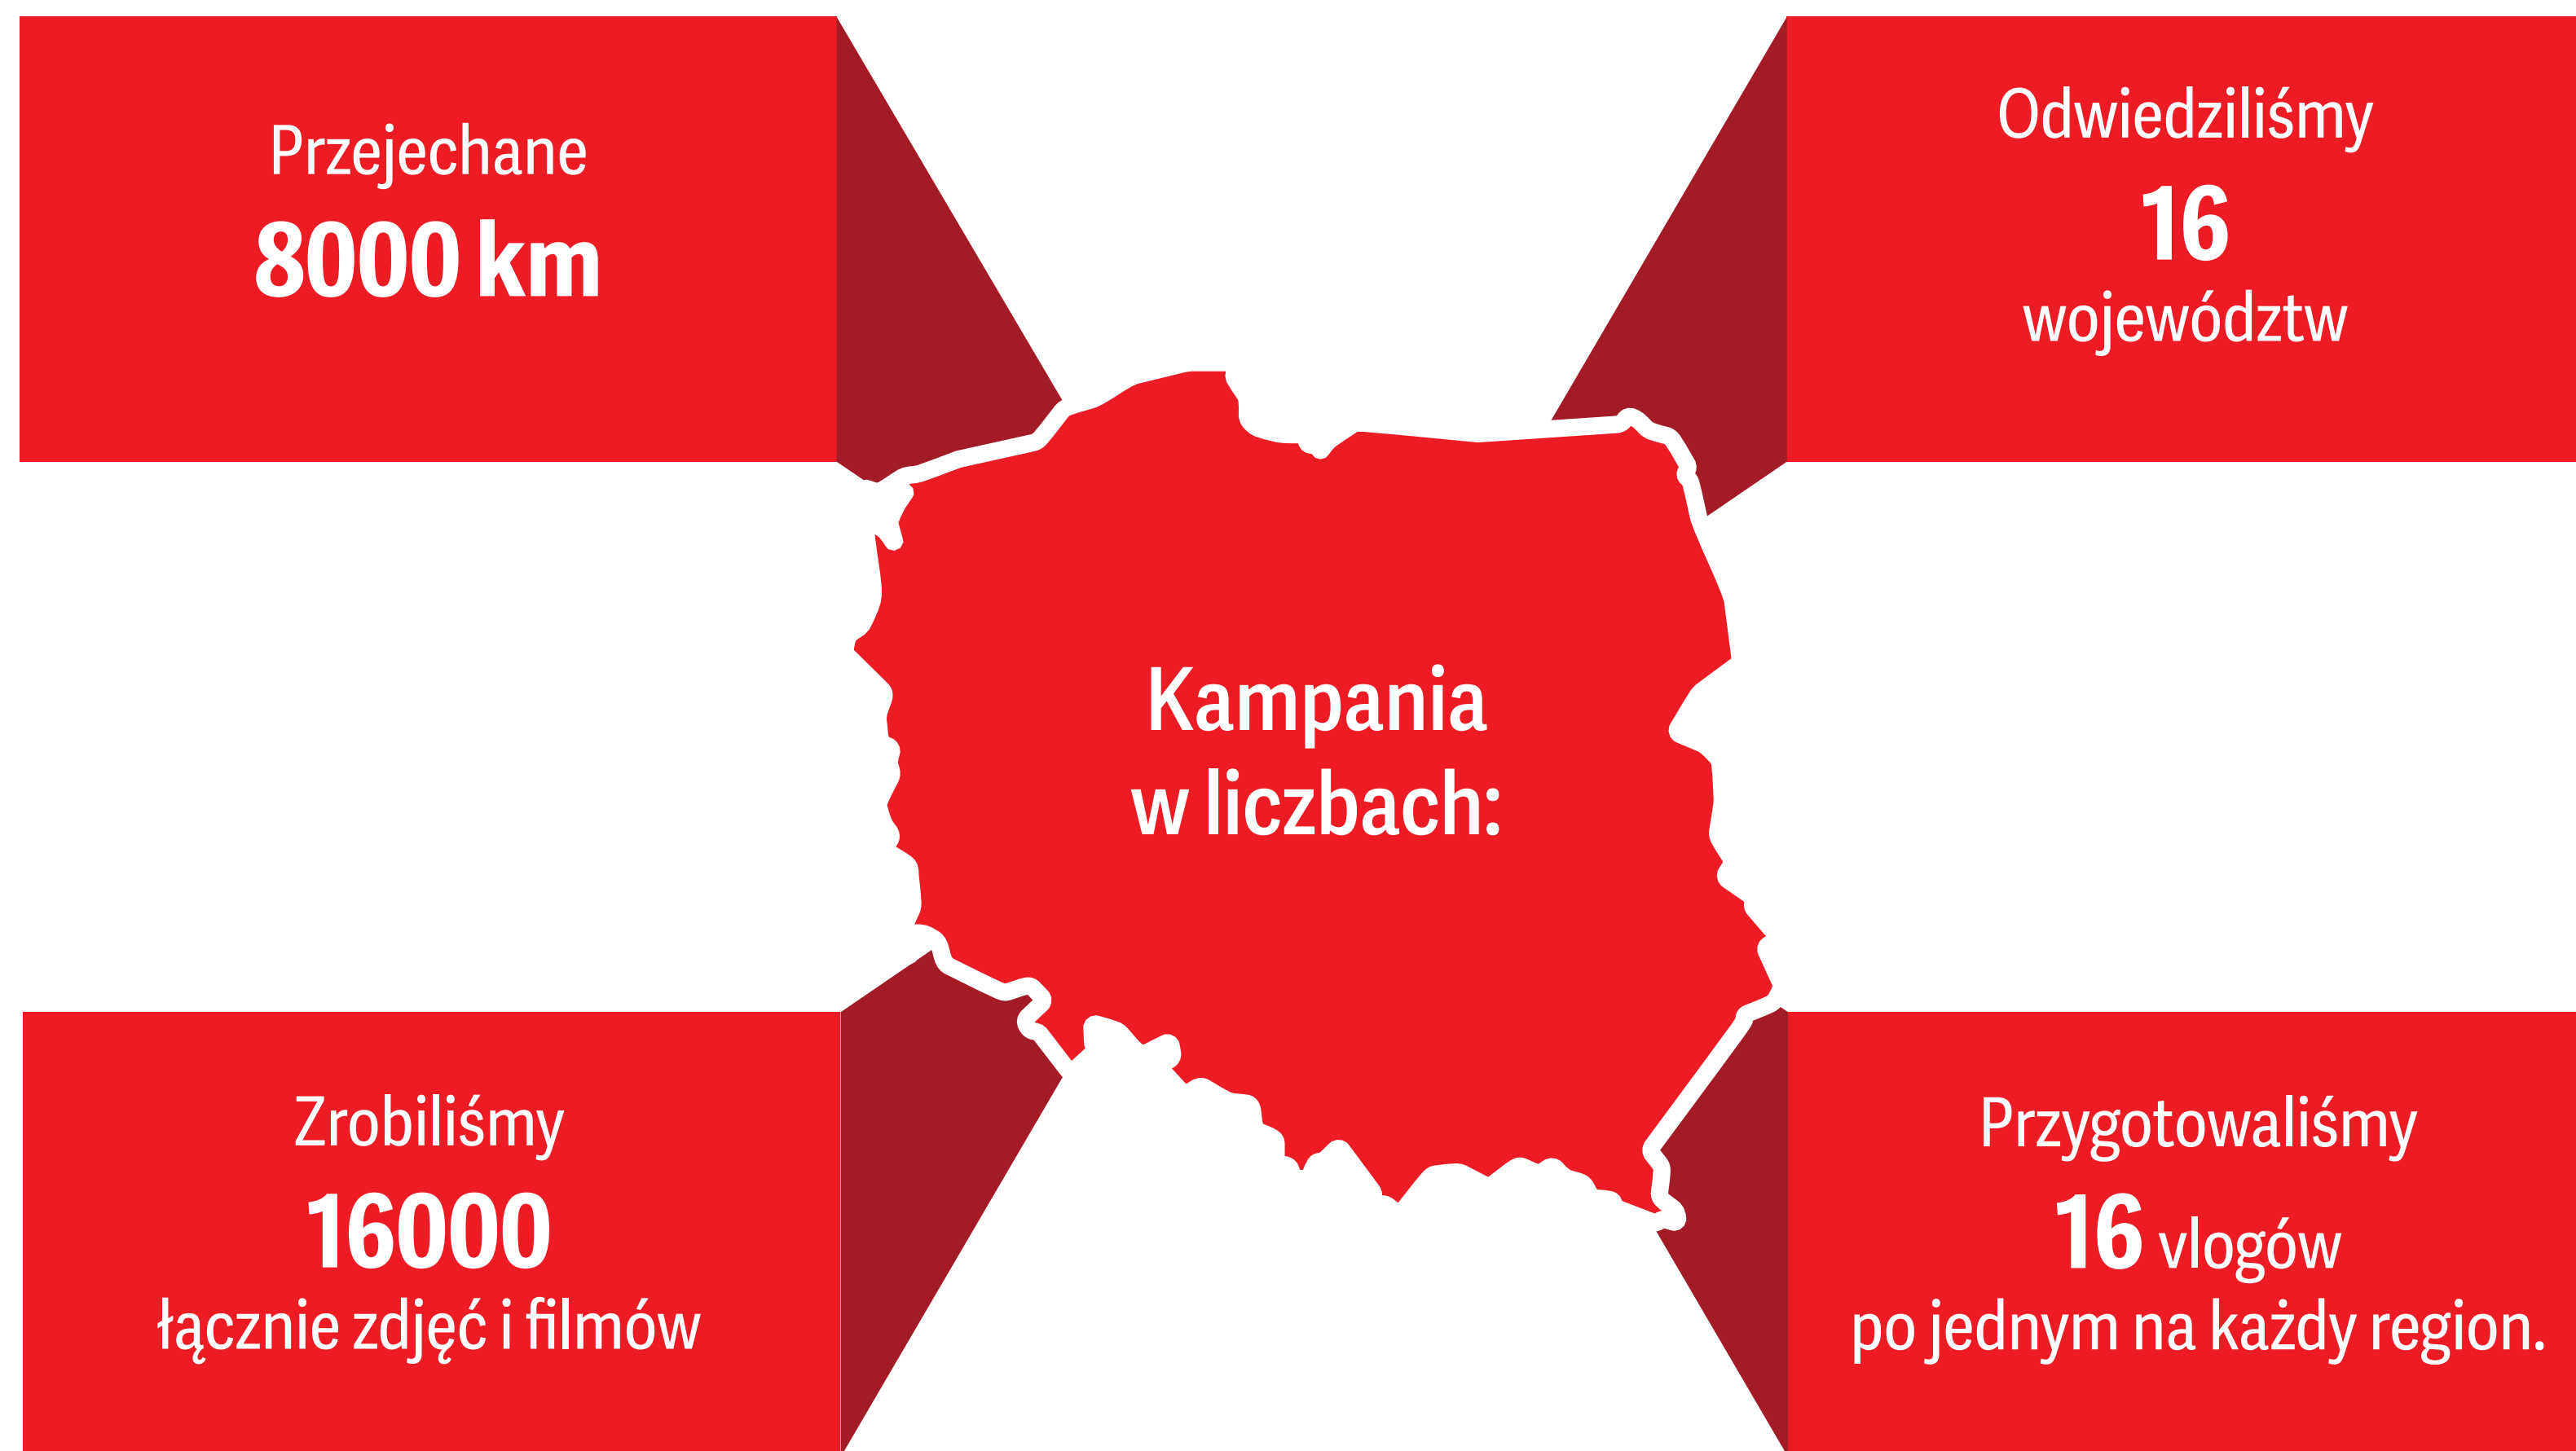 Przejechane
8000 km
Odwiedziliśmy
16
województw
Kampania
w liczbach:
Zrobiliśmy
16000
łącznie zdjęć i filmów
Przygotowaliśmy
16 vlogów
po jednym na każdy region.